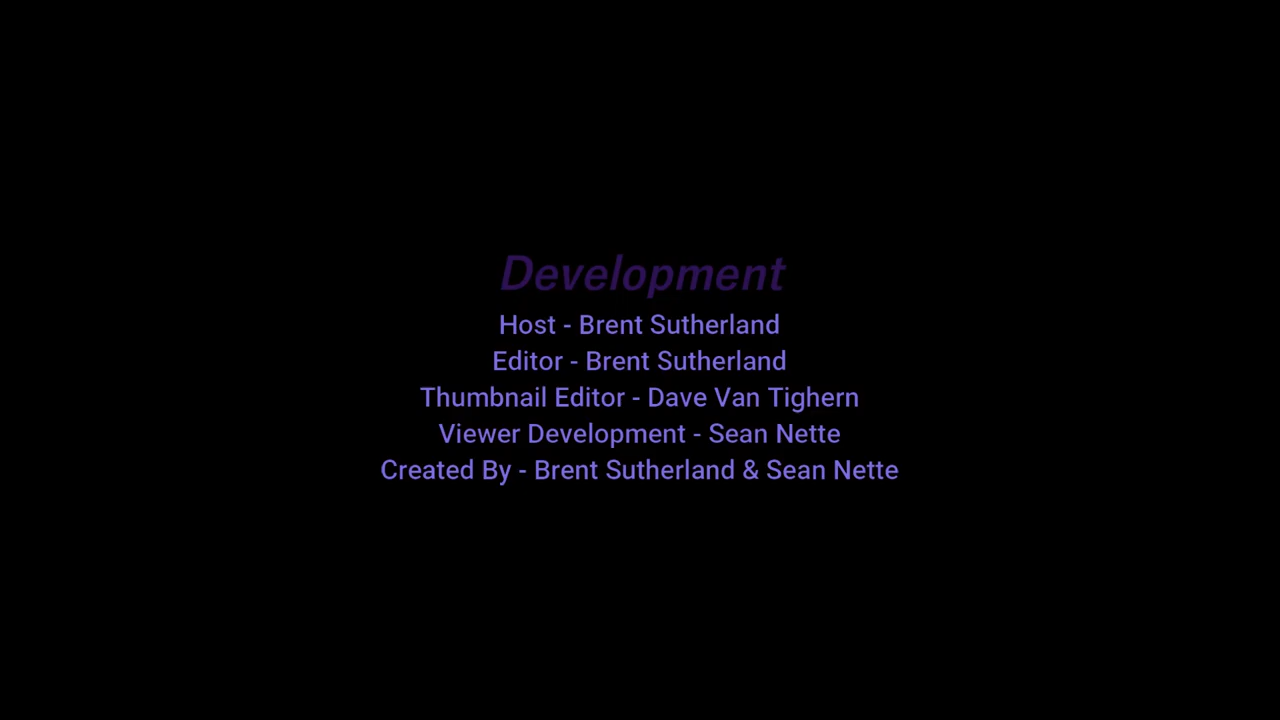 Development
Host - Brent Sutherland
Editor - Brent Sutherland
Thumbnail Editor - Dave Van Tighern
Viewer Development - Sean Nette
Created By - Brent Sutherland & Sean Nette